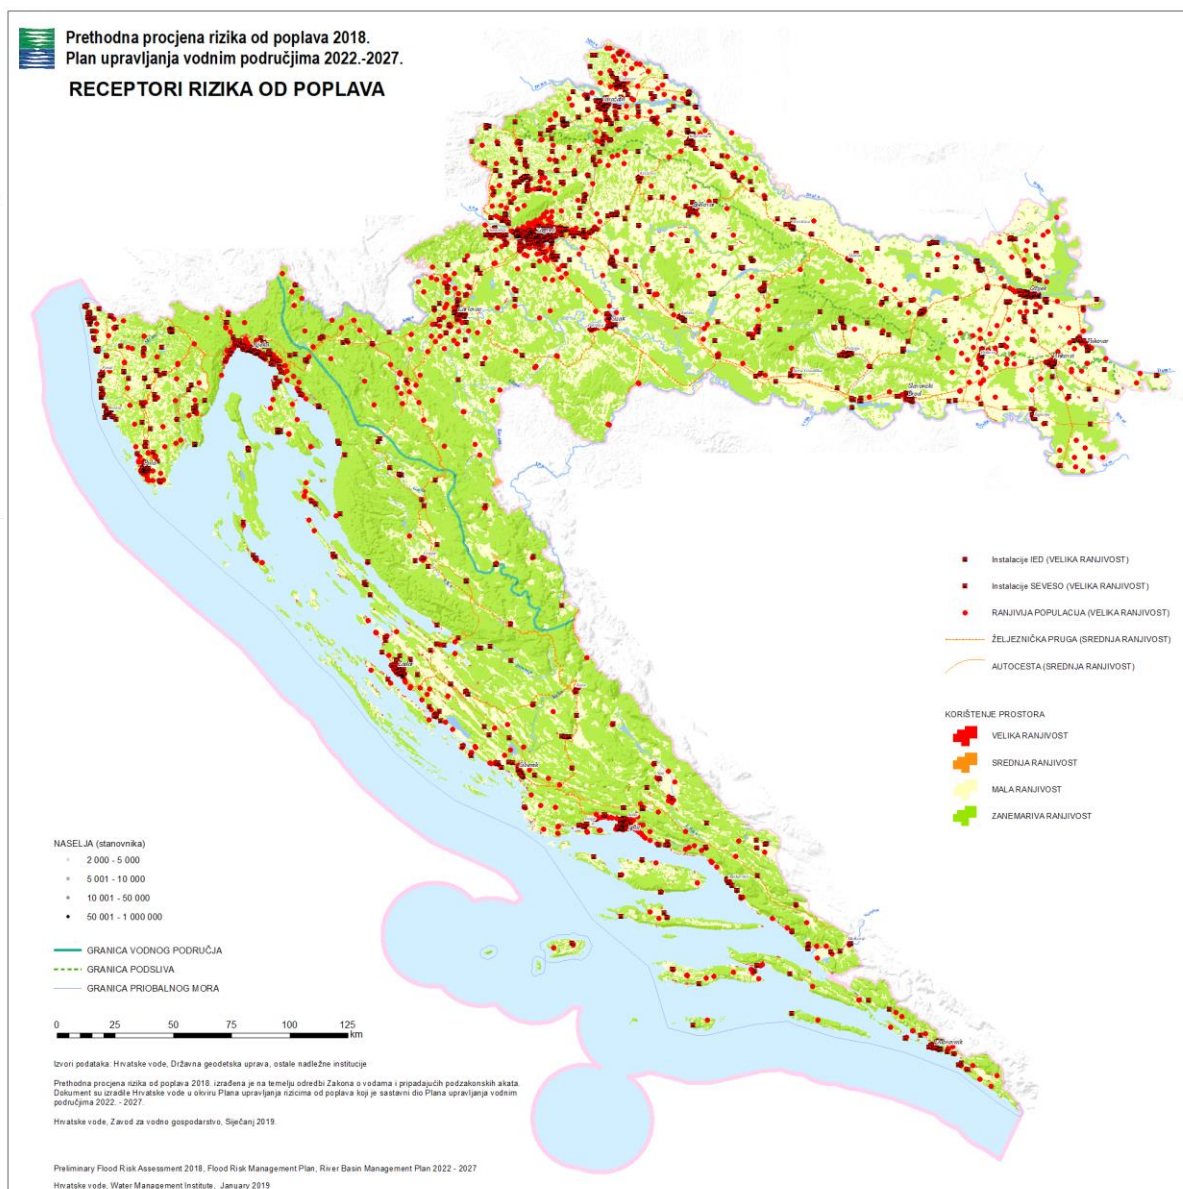 Prethodna procjena rizika od poplava 2018.
Plan upravljanja vodnim područjima 2022.-2027.
RECEPTORI RIZIKA OD POPLAVA
Zagreb
Sisak
Osijek
Vukovar
Slavonski
Brod
Zadar
Šibenik
Split
Dubrovnik
Instalacije IED (VELIKA RANJIVOST)
Instalacije SEVESO (VELIKA RANJIVOST)
RANJIVIJA POPULACIJA (VELIKA RANJIVOST)
ŽELJEZNIČKA PRUGA (SREDNJA RANJIVOST)
AUTOCESTA (SREDNJA RANJIVOST)
KORIŠTENJE PROSTORA
VELIKA RANJIVOST
SREDNJA RANJIVOST
MALA RANJIVOST
ZANEMARIVA RANJIVOST
NASELJA (stanovnika)
2 000 - 5 000
5 001 - 10 000
10 001 - 50 000
50 001 - 1 000 000
GRANICA VODNOG PODRUČJA
GRANICA PODSLIVA
GRANICA PRIOBALNOG MORA
0 25 50 75 100 125
km
Izvori podataka: Hrvatske vode, Državna geodetska uprava, ostale nadležne institucije
Prethodna procjena rizika od poplava 2018. izrađena je na temelju odredbi Zakona o vodama i pripadajućih podzakonskih akata.
Dokument su izradile Hrvatske vode u okviru Plana upravljanja rizicima od poplava koji je sastavni dio Plana upravljanja vodnim
područjima 2022. - 2027.
Hrvatske vode, Zavod za vodno gospodarstvo, Siječanj 2019.
Preliminary Flood Risk Assessment 2018, Flood Risk Management Plan, River Basin Management Plan 2022 - 2027
Hrvatske vode, Water Management Institute, January 2019